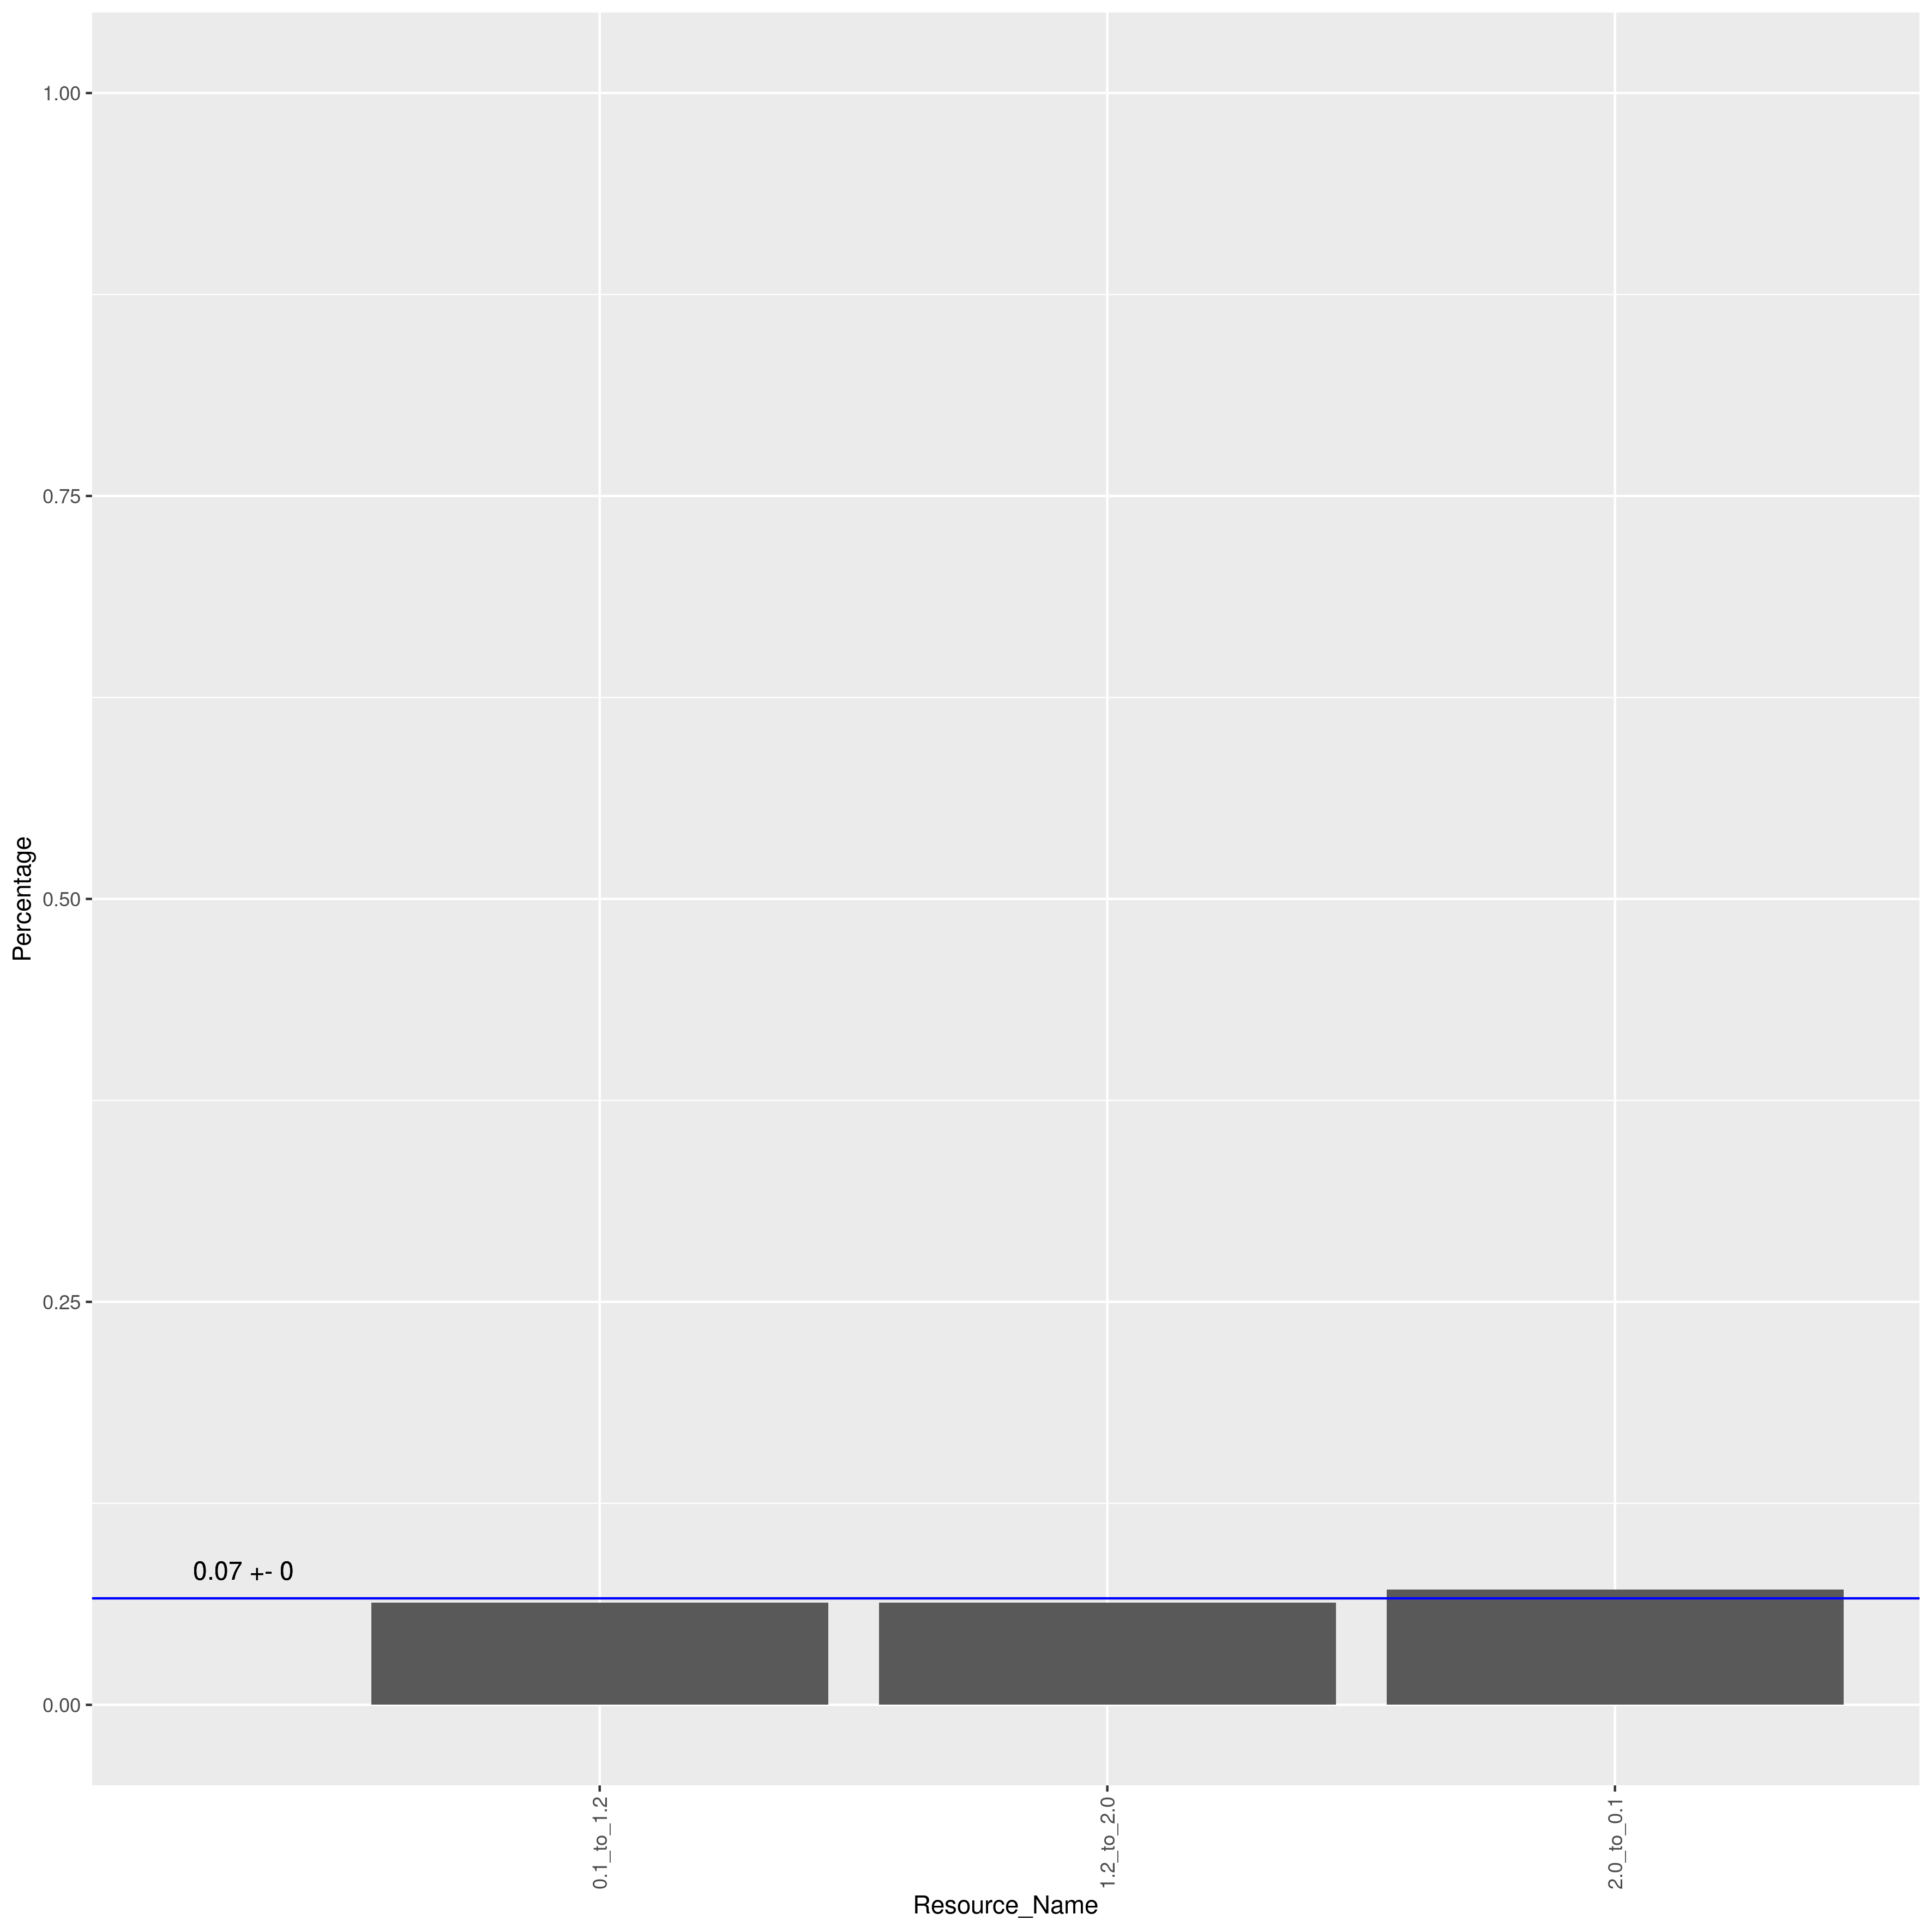 1.00
0.75
0.50
0.25
0.00
Percentage
0.07 +- 0
0.1_to_1.2
1.2_to_2.0
2.0_to_0.1
Resource_Name